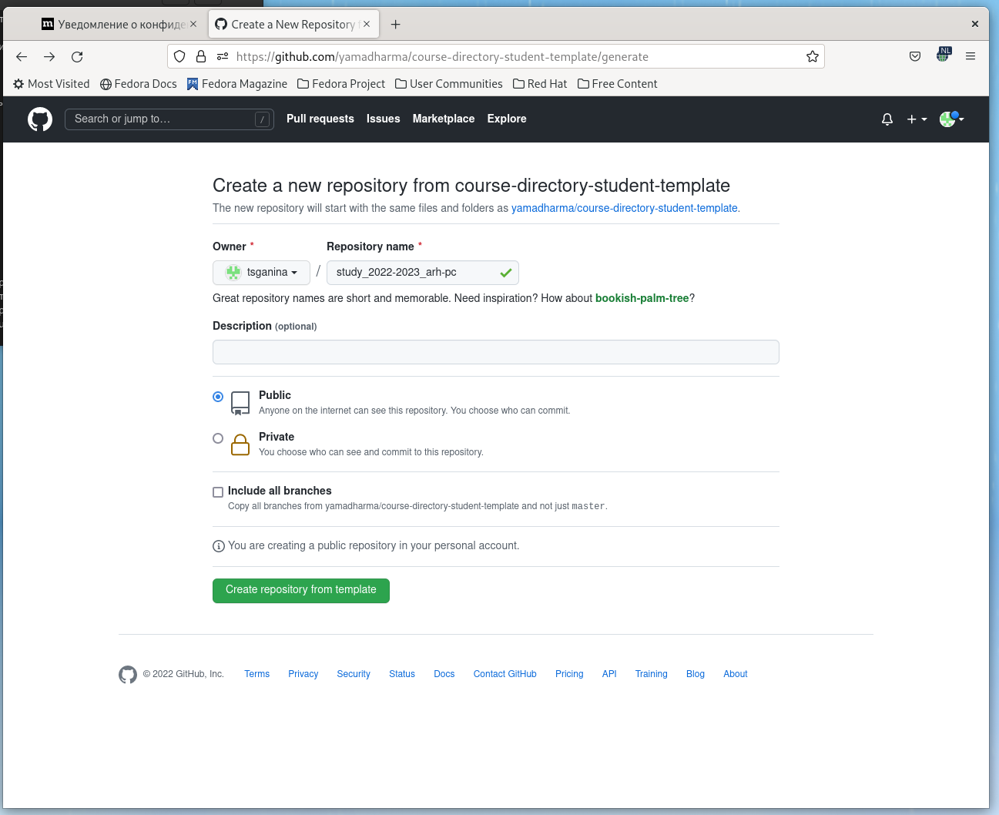 m Уведомление о конфиде
Create a New Repository f
https://github.com/yamadharma/course-directory-student-template/generate
NL
Most Visited Fedora Docs Fedora Magazine Fedora Project User Communities Red Hat Free Content
Search or jump to… / Pull requests Issues Marketplace Explore
Create a new repository from course-directory-student-template
The new repository will start with the same files and folders as yamadharma/course-directory-student-template.
Owner * Repository name *
tsganina / study_2022-2023_arh-pc
Great repository names are short and memorable. Need inspiration? How about bookish-palm-tree?
Description (optional)
Public
Anyone on the internet can see this repository. You choose who can commit.
Private
You choose who can see and commit to this repository.
Include all branches
Copy all branches from yamadharma/course-directory-student-template and not just master.
You are creating a public repository in your personal account.
Create repository from template
© 2022 GitHub, Inc. Terms Privacy Security Status Docs Contact GitHub Pricing API Training Blog About